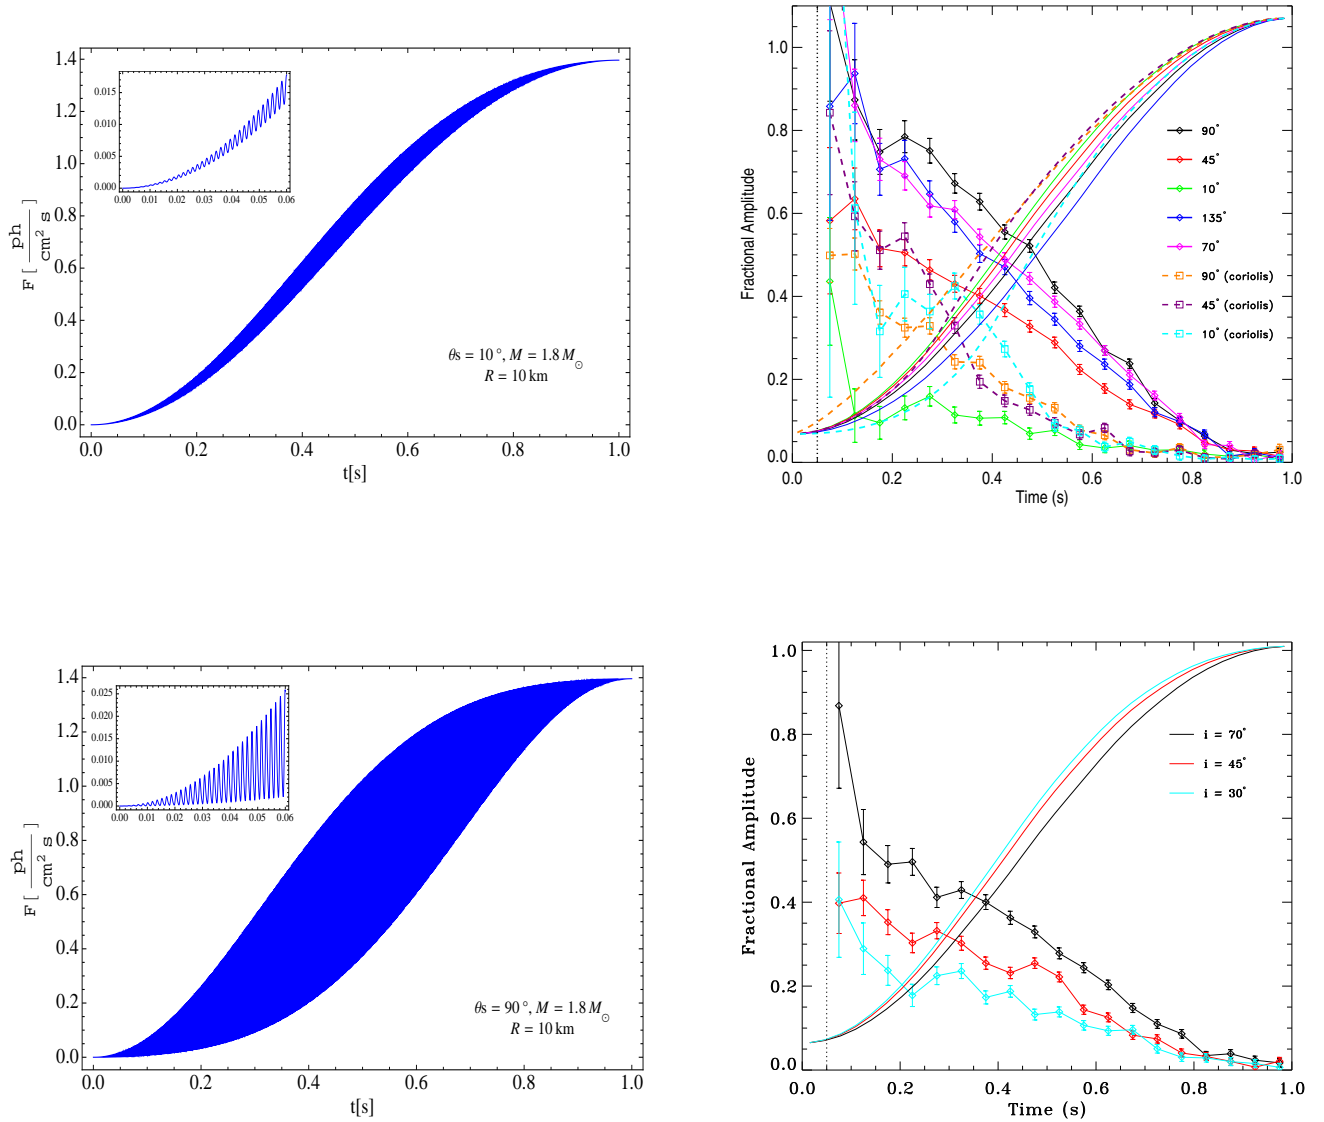 1.4
1.2
1.0
0.8
0.6
0.4
0.2
0.0
F [ ph / cm² s ]
0.015
0.010
0.005
0.000
0.00 0.01 0.02 0.03 0.04 0.05 0.06
θs = 10°, M = 1.8 M⊙
R = 10 km
0.0 0.2 0.4 0.6 0.8 1.0
t[s]
1.0
0.8
0.6
0.4
0.2
0.0
Fractional Amplitude
90°
45°
10°
135°
70°
90° (coriolis)
45° (coriolis)
10° (coriolis)
0.0 0.2 0.4 0.6 0.8 1.0
Time (s)
1.4
1.2
1.0
0.8
0.6
0.4
0.2
0.0
F [ ph / cm² s ]
0.025
0.020
0.015
0.010
0.005
0.000
0.00 0.01 0.02 0.03 0.04 0.05 0.06
θs = 90°, M = 1.8 M⊙
R = 10 km
0.0 0.2 0.4 0.6 0.8 1.0
t[s]
1.0
0.8
0.6
0.4
0.2
0.0
Fractional Amplitude
i = 70°
i = 45°
i = 30°
0.0 0.2 0.4 0.6 0.8 1.0
Time (s)